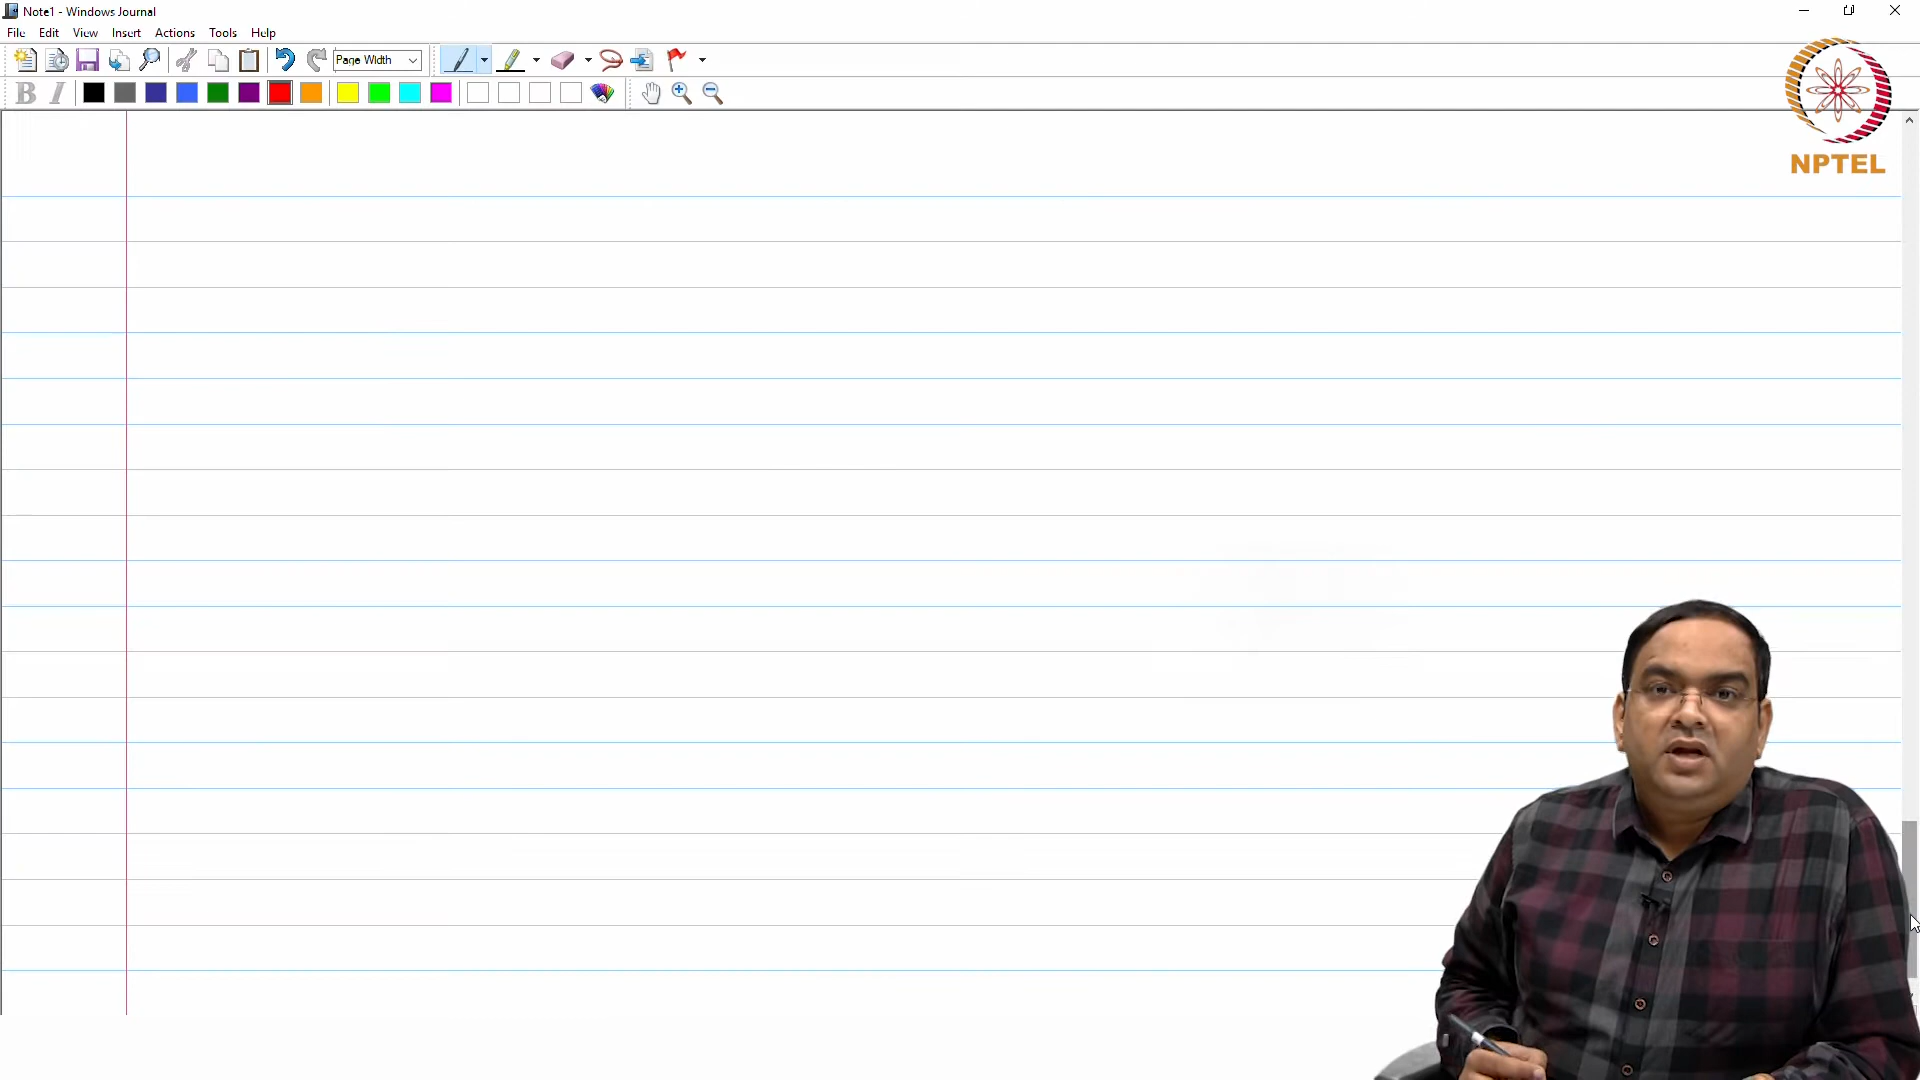 Note1 - Windows Journal
File Edit View Insert Actions Tools Help
Page Width
B I
NPTEL